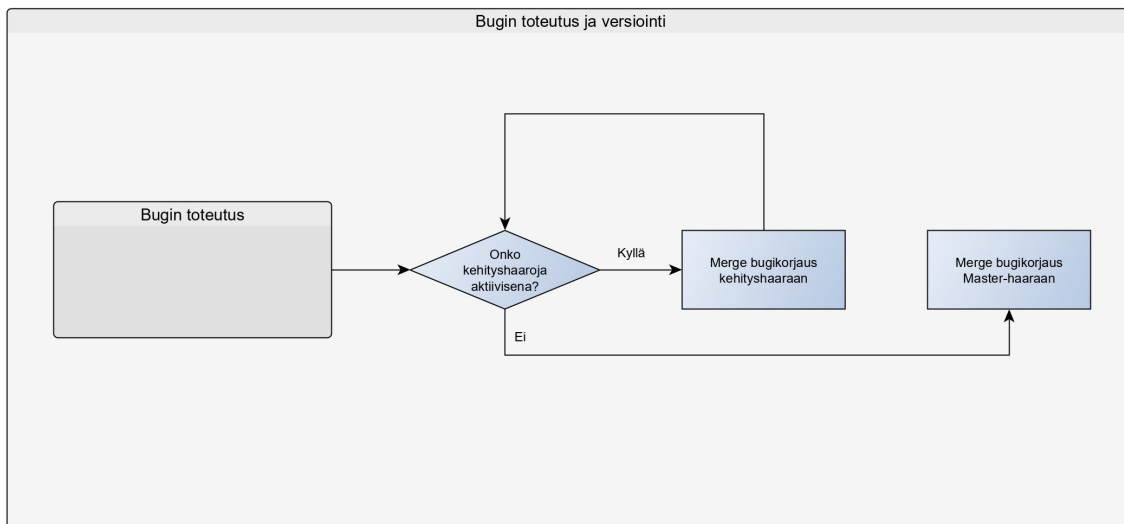 Bugin toteutus ja versiointi
Bugin toteutus
Onko
kehityshaaroja
aktiivisena?
Kyllä
Merge bugikorjaus
kehityshaaraan
Merge bugikorjaus
Master-haaraan
Ei